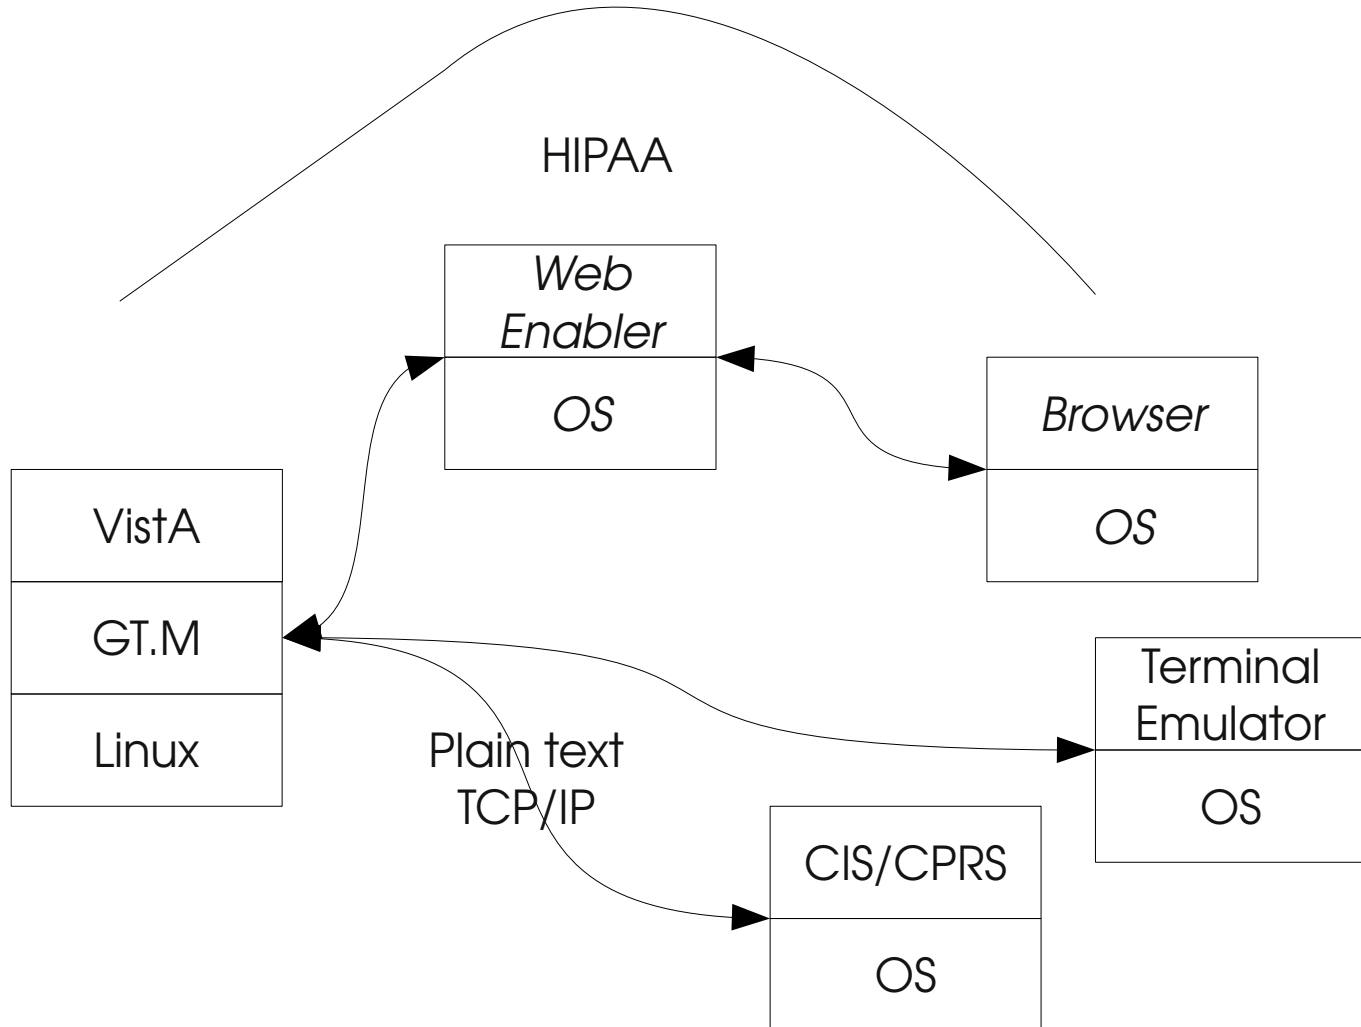 HIPAA
Web
Enabler
OS
Browser
OS
VistA
GT.M
Linux
Plain text
TCP/IP
Terminal
Emulator
OS
CIS/CPRS
OS